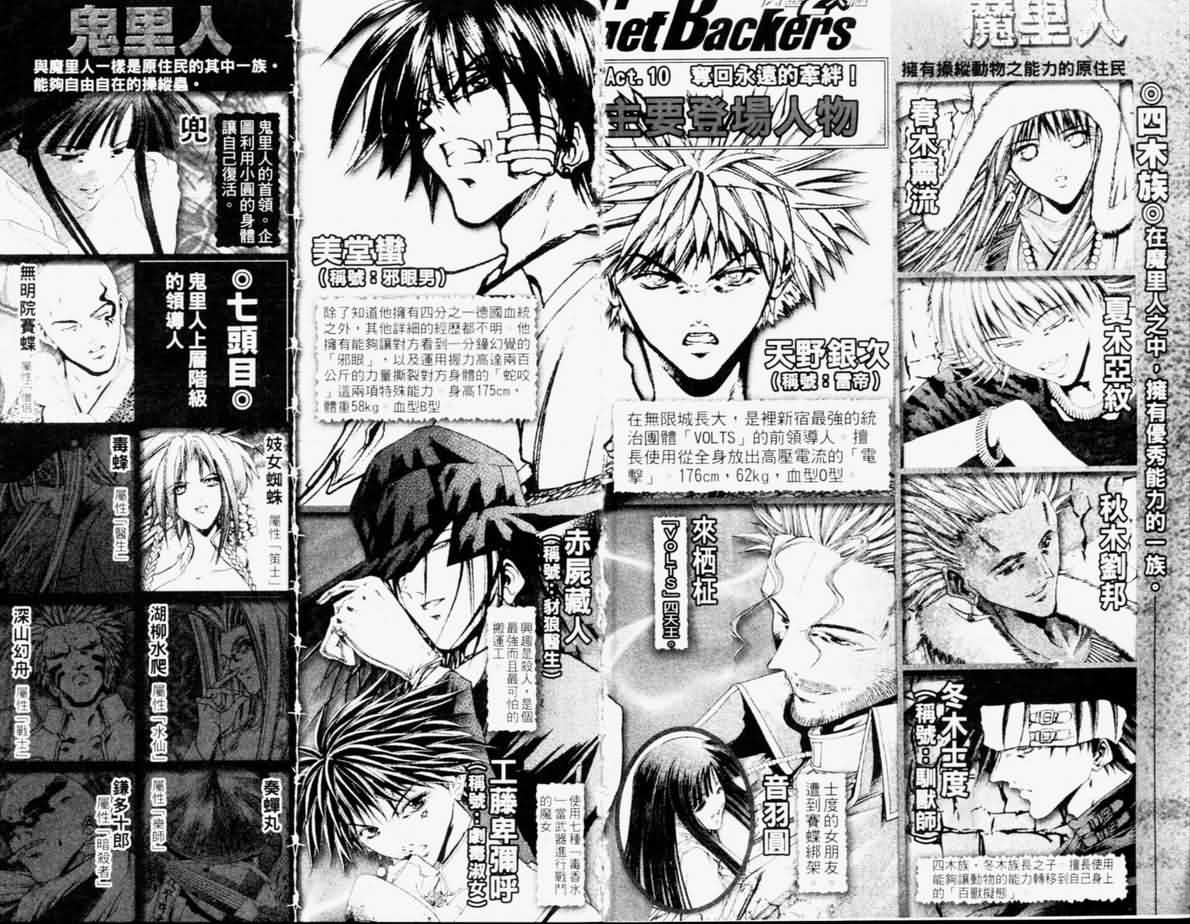 GetBackers
Act.10 奪回永遠的牽絆！
主要登場人物
魔里人
擁有操縱動物之能力的原住民
◎四木族◎在魔里人之中，擁有優秀能力的一族。
春木蕭流
夏木亞紋
秋木劉邦
冬木士度
（稱號：馴獸師）
四木族，冬木族長之子。擅長使用
能夠讓動物的能力轉移到自己身上
的「百獸擬態」
天野銀次
（稱號：雷帝）
在無限城長大，是裡新宿最強的統
治團體「VOLTS」的前領導人。擅
長使用從全身放出高壓電流的「電
擊」。176cm，62kg，血型O型。
來栖柾
「VOLTS」四天王。
音羽圓
士度的女朋友。
遭到賽蝶綁架。
美堂蠻
（稱號：邪眼男）
除了知道他擁有四分之一德國血統
之外，其他詳細的經歷都不明。他
擁有能夠讓對方看到一分鐘幻覺的
「邪眼」，以及運用握力高達兩百
公斤的力量撕裂對方身體的「蛇咬
」這兩項特殊能力。身高175cm，
體重58kg。血型B型
赤屍藏人
（稱號：豺狼醫生）
興趣是殺人，是個
最強而且最可怕的
搬運工
工藤卑彌呼
（稱號：劇毒淑女）
使用七種「毒香水
」當武器進行戰鬥
的魔女
鬼里人
與魔里人一樣是原住民的其中一族。
能夠自由自在的操縱蟲。
兜
鬼里人的首領。企
圖利用小圓的身體
讓自己復活。
◎七頭目◎
鬼里人上層階級
的領導人
無明院賽蝶
屬性「僧侶」
妓女蜘蛛
屬性「策士」
毒蜂
屬性「醫生」
湖柳水爬
屬性「水仙」
深山幻舟
屬性「戰士」
奏蟬丸
屬性「樂師」
鎌多十郎
屬性「暗殺者」